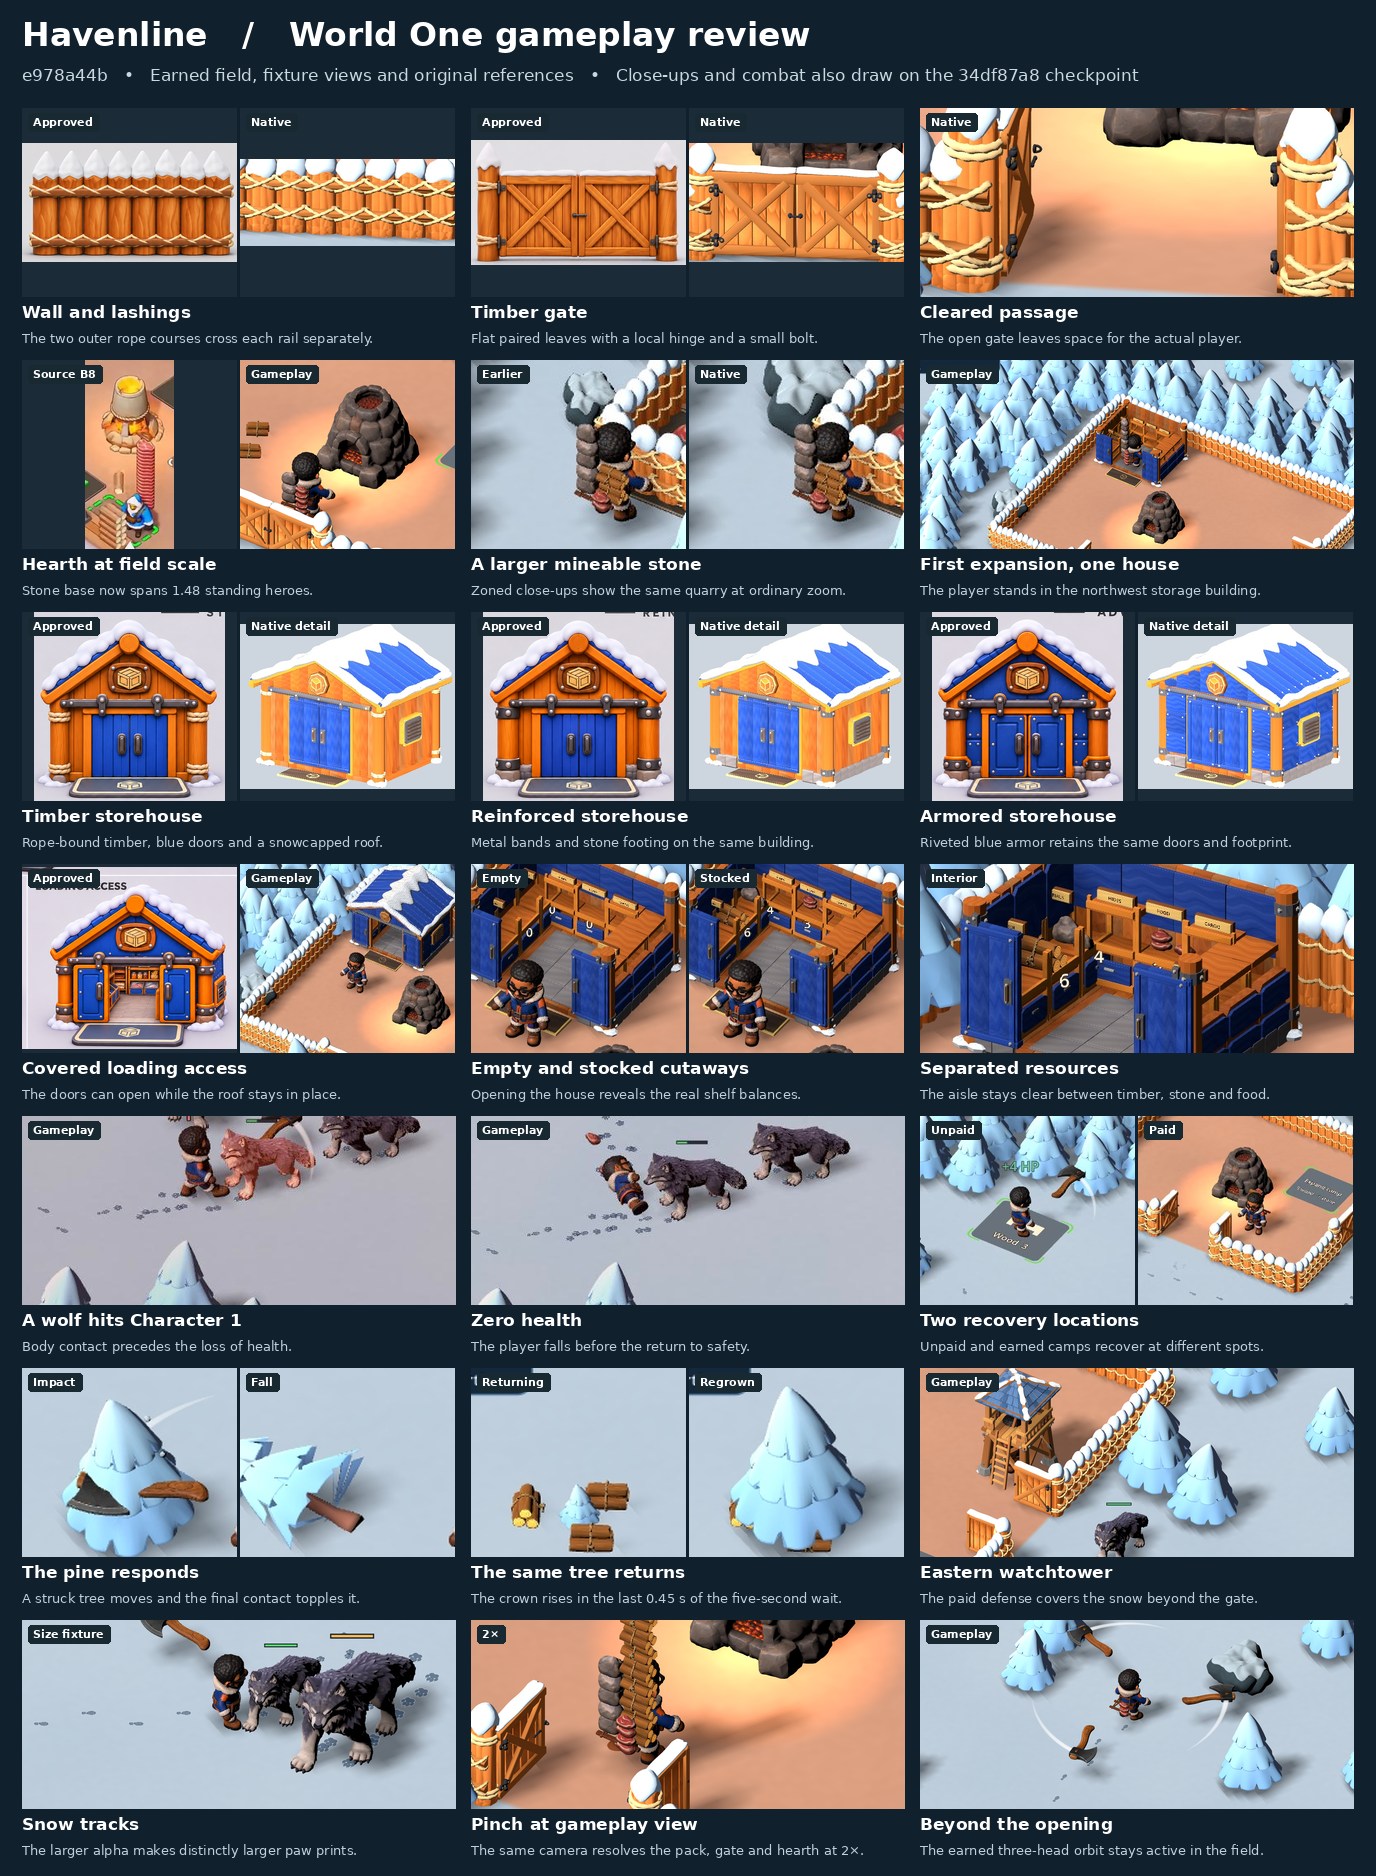 Havenline / World One gameplay review
e978a44b • Earned field, fixture views and original references • Close-ups and combat also draw on the 34df87a8 checkpoint
Approved
Native
Approved
Native
Native
Wall and lashings
The two outer rope courses cross each rail separately.
Timber gate
Flat paired leaves with a local hinge and a small bolt.
Cleared passage
The open gate leaves space for the actual player.
Source B8
Gameplay
Earlier
Native
Gameplay
Hearth at field scale
Stone base now spans 1.48 standing heroes.
A larger mineable stone
Zoned close-ups show the same quarry at ordinary zoom.
First expansion, one house
The player stands in the northwest storage building.
Approved
Native detail
Approved
Native detail
Approved
Native detail
Timber storehouse
Rope-bound timber, blue doors and a snowcapped roof.
Reinforced storehouse
Metal bands and stone footing on the same building.
Armored storehouse
Riveted blue armor retains the same doors and footprint.
Approved
Gameplay
Empty
0
0
0
Stocked
6
4
3
Interior
6
4
Covered loading access
The doors can open while the roof stays in place.
Empty and stocked cutaways
Opening the house reveals the real shelf balances.
Separated resources
The aisle stays clear between timber, stone and food.
Gameplay
Gameplay
Unpaid
+4 HP
Wood 3
Paid
A wolf hits Character 1
Body contact precedes the loss of health.
Zero health
The player falls before the return to safety.
Two recovery locations
Unpaid and earned camps recover at different spots.
Impact
Fall
Returning
Regrown
Gameplay
The pine responds
A struck tree moves and the final contact topples it.
The same tree returns
The crown rises in the last 0.45 s of the five-second wait.
Eastern watchtower
The paid defense covers the snow beyond the gate.
Size fixture
2×
Gameplay
Snow tracks
The larger alpha makes distinctly larger paw prints.
Pinch at gameplay view
The same camera resolves the pack, gate and hearth at 2×.
Beyond the opening
The earned three-head orbit stays active in the field.